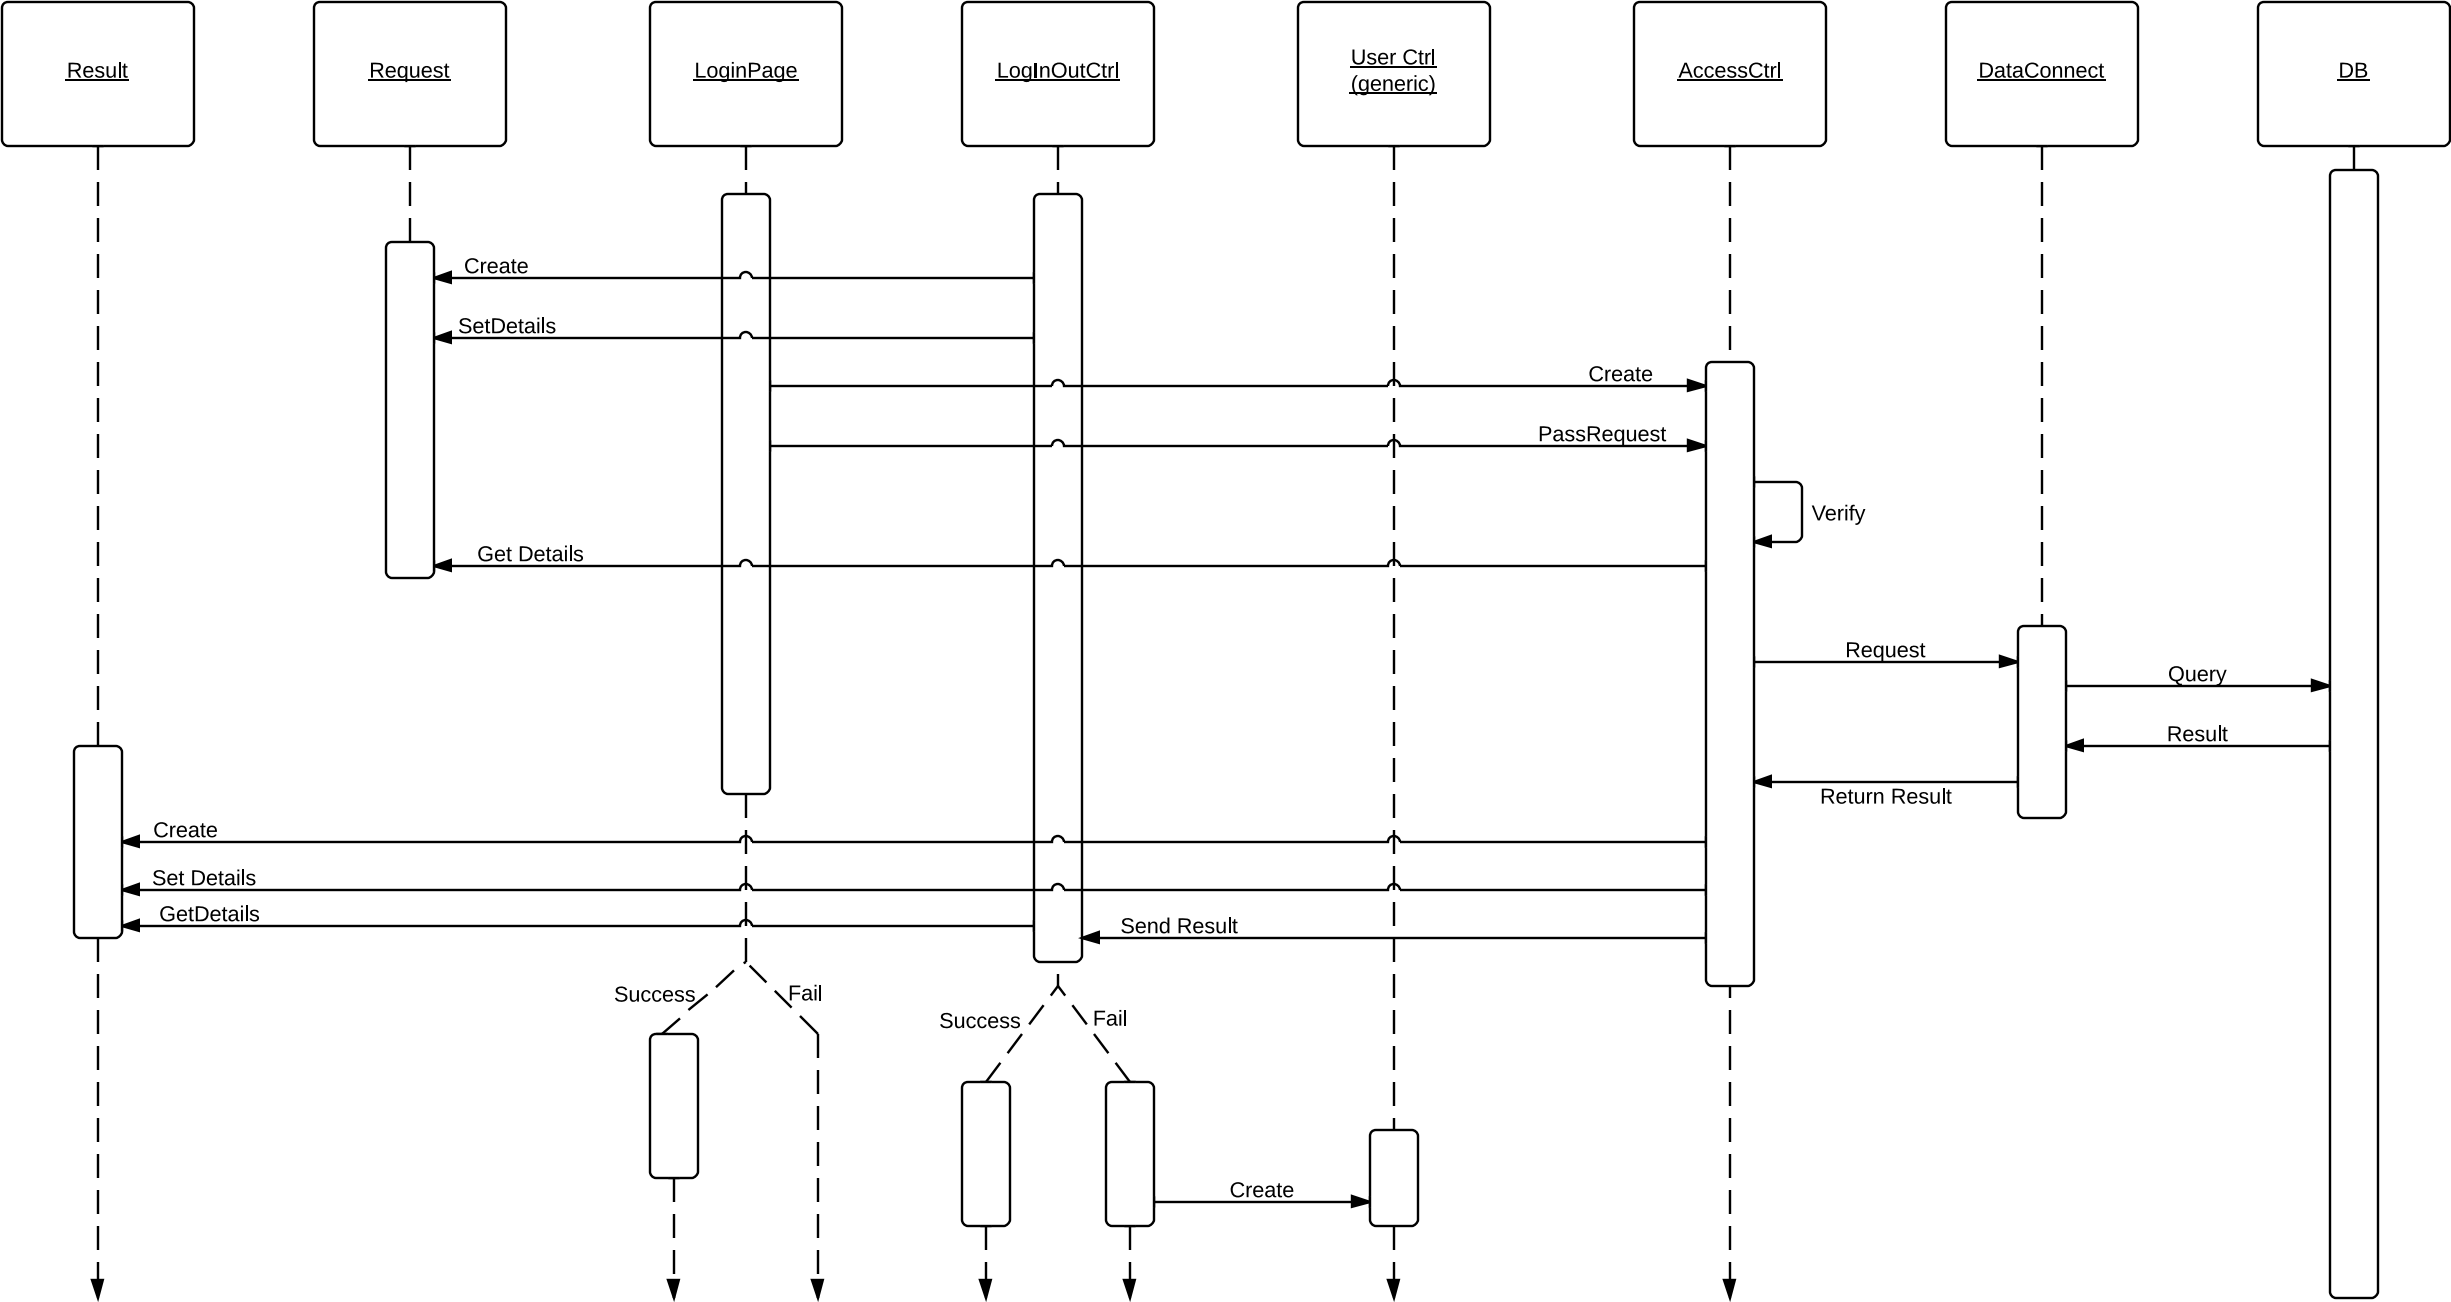 Result
Request
LoginPage
LogInOutCtrl
User Ctrl
(generic)
AccessCtrl
DataConnect
DB
Create
SetDetails
Create
PassRequest
Verify
Get Details
Request
Query
Result
Return Result
Create
Set Details
GetDetails
Send Result
Success
Fail
Success
Fail
Create